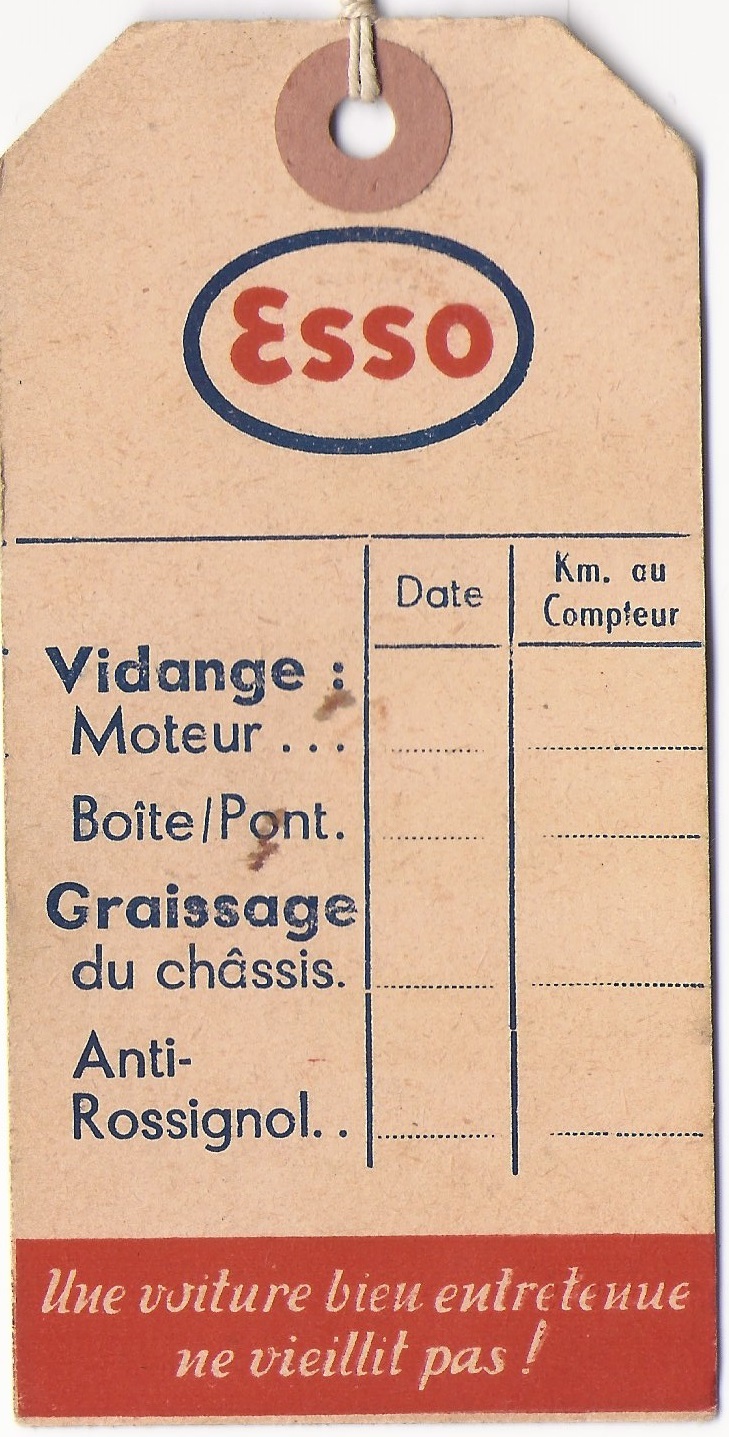 Esso
Date
Km. au
Compteur
Vidange :
Moteur ...
Boîte/Pont.
Graissage
du châssis.
Anti-
Rossignol..
Une voiture bien entretenue
ne vieillit pas !